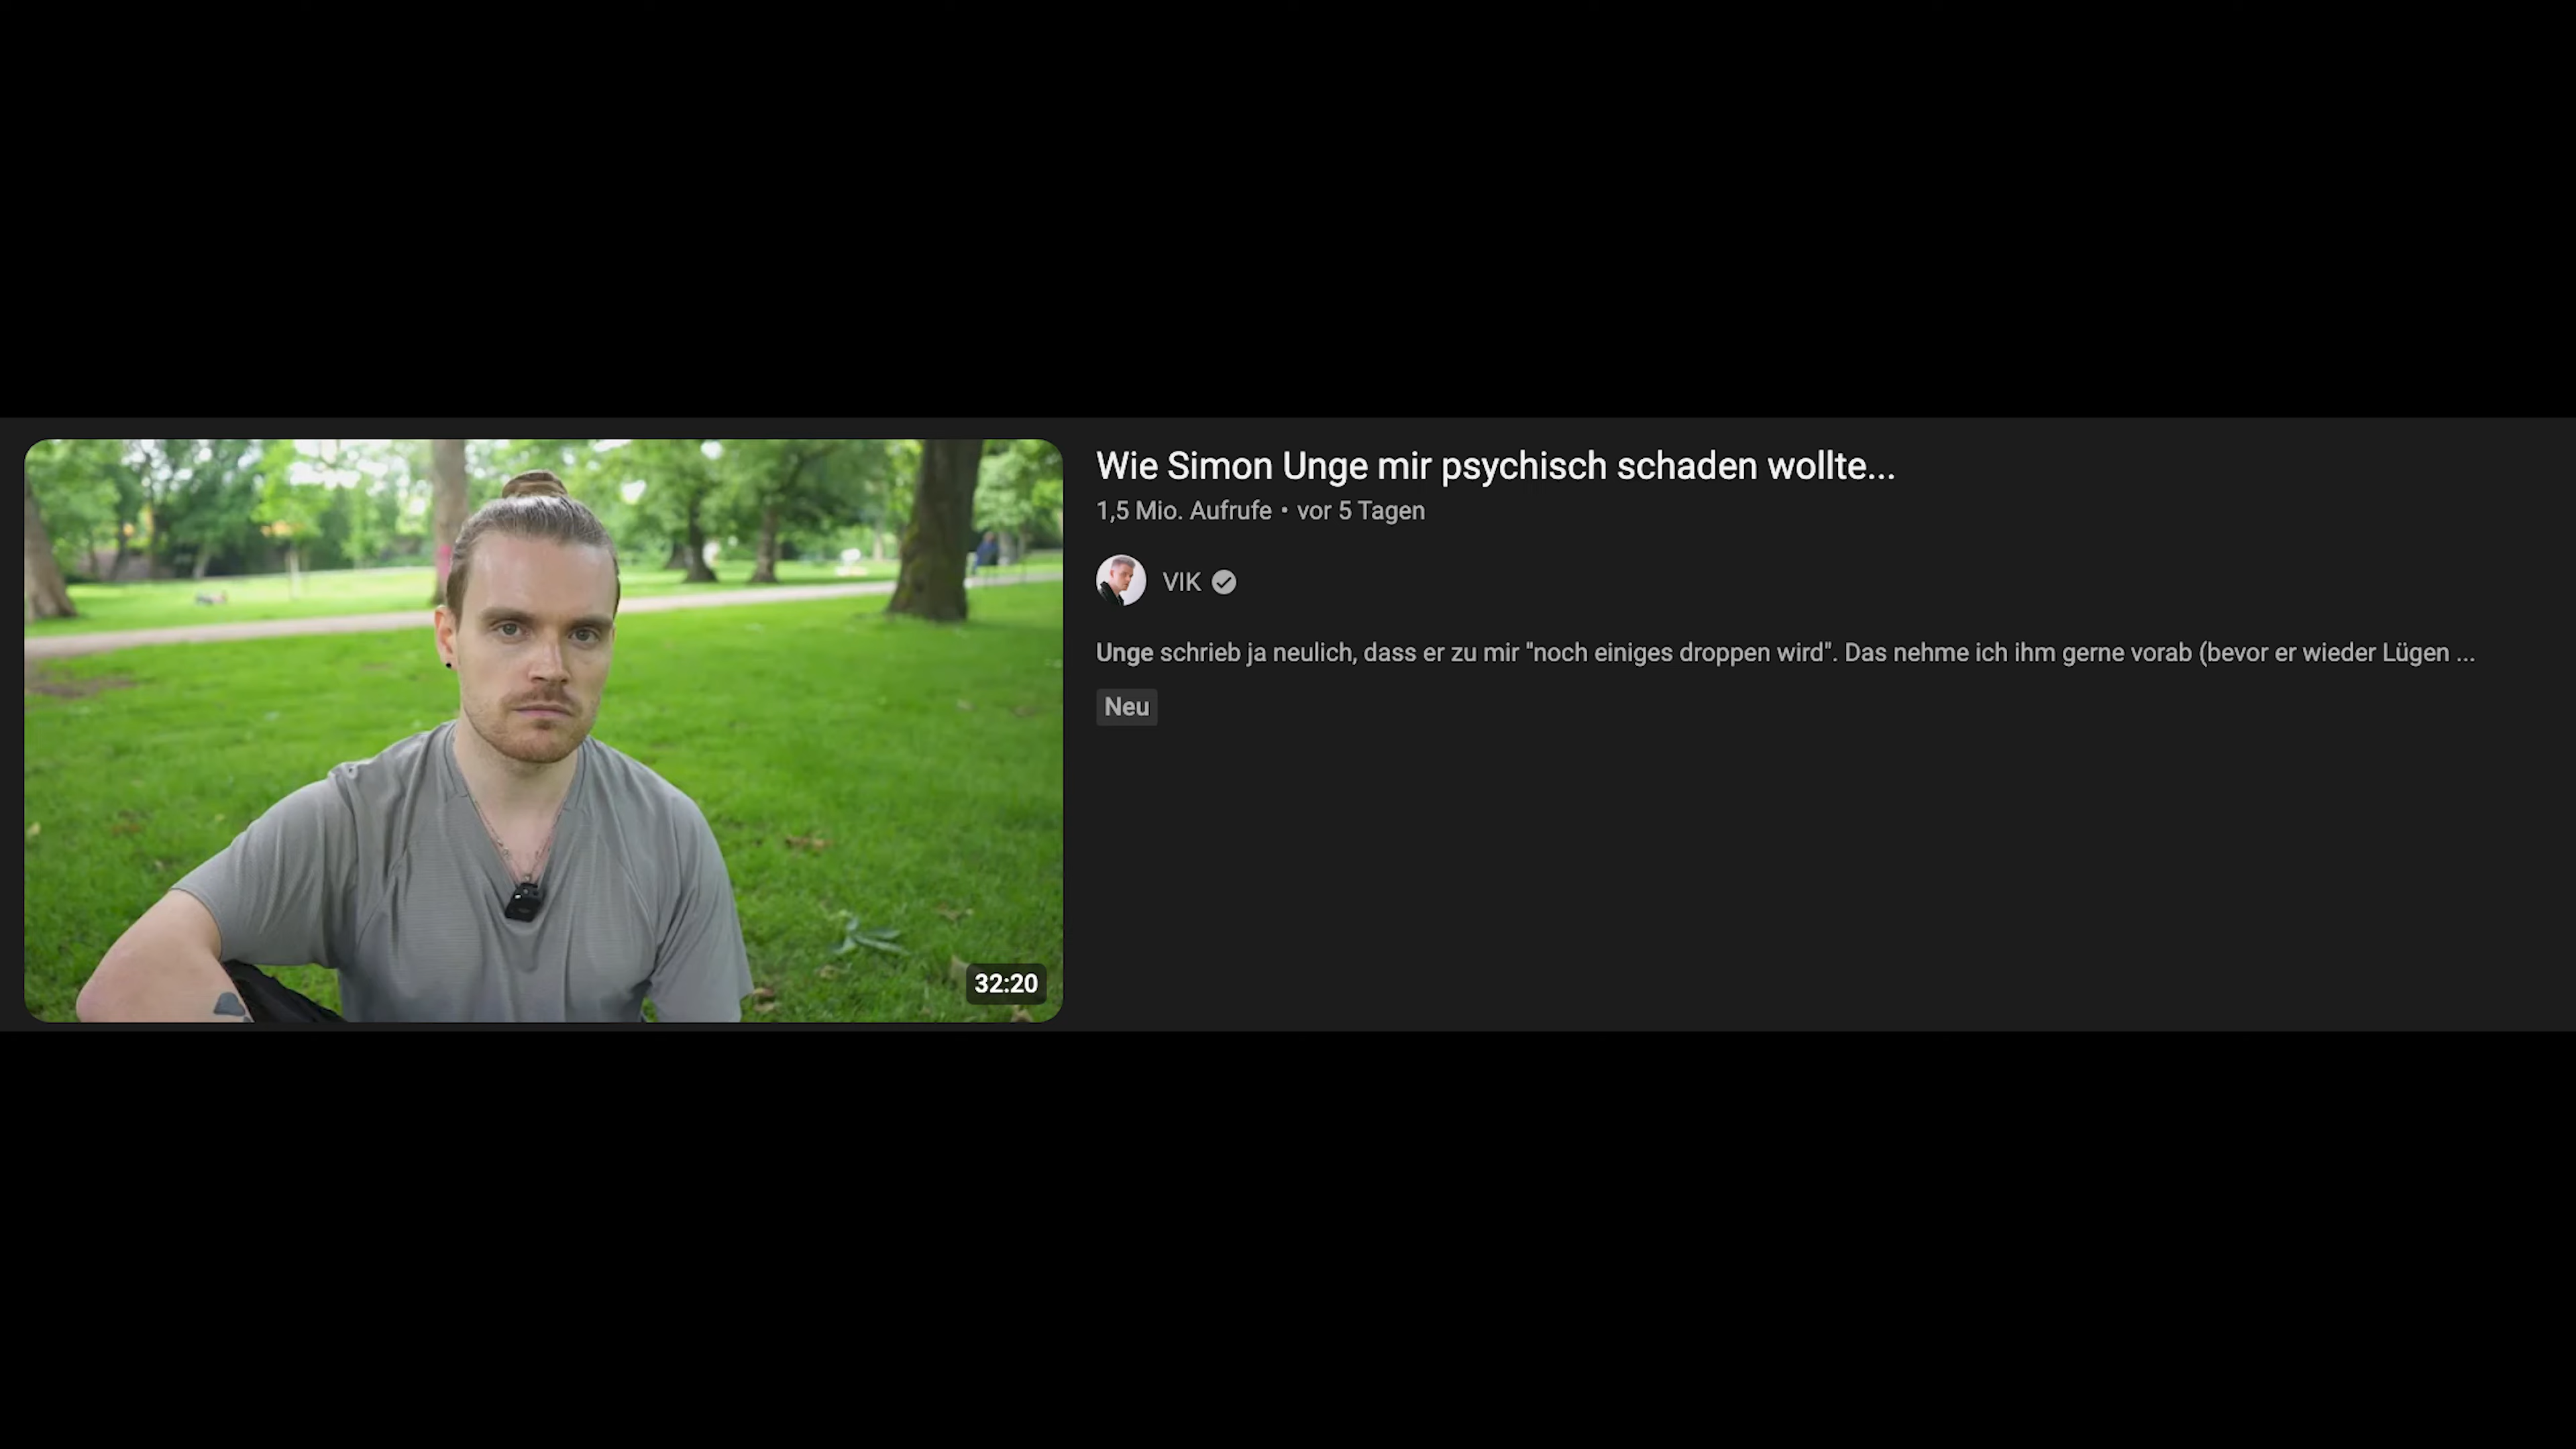 Wie Simon Unge mir psychisch schaden wollte...
1,5 Mio. Aufrufe • vor 5 Tagen
VIK
Unge schrieb ja neulich, dass er zu mir "noch einiges droppen wird". Das nehme ich ihm gerne vorab (bevor er wieder Lügen ...
Neu
32:20